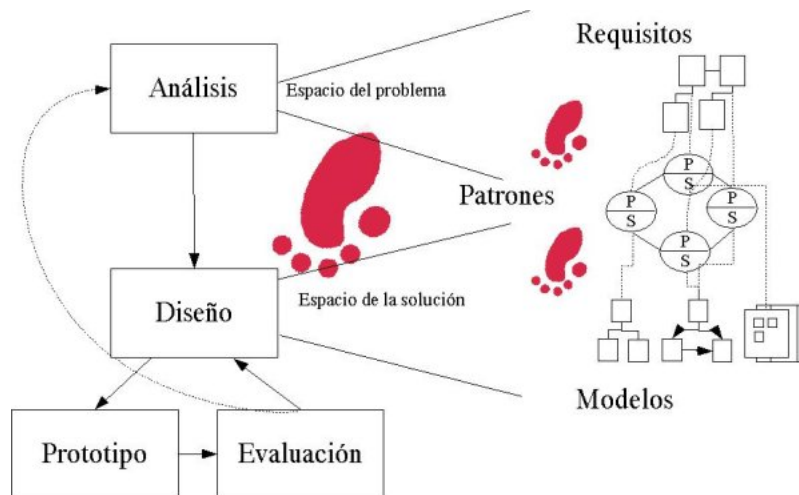 Requisitos
Análisis
Espacio del problema
Patrones
P
S
P
S
P
S
P
S
Espacio de la solución
Diseño
Modelos
Prototipo
Evaluación